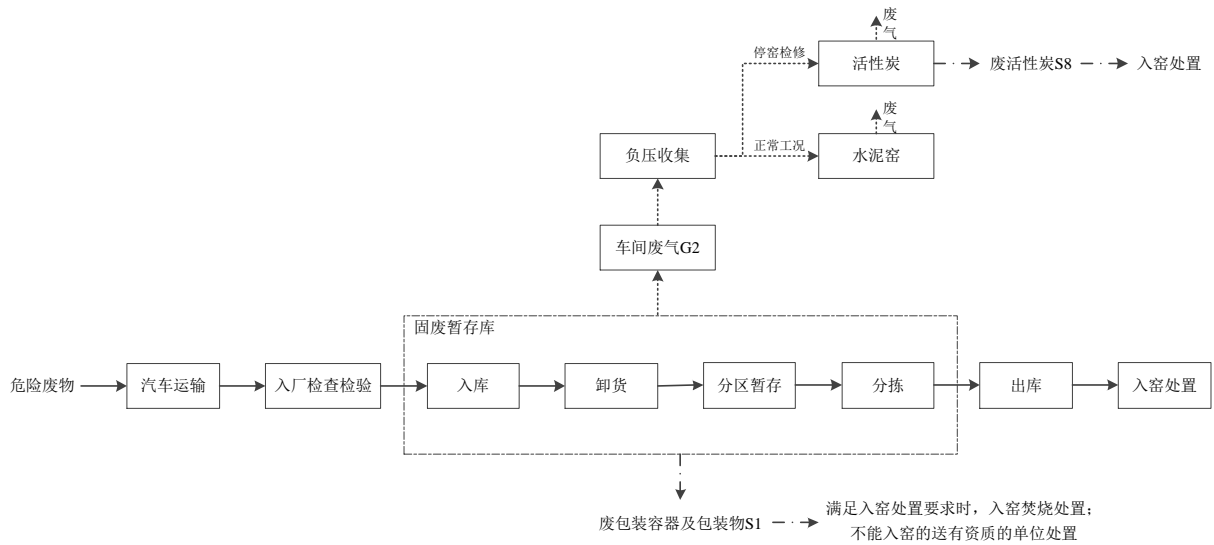 废
气
停窑检修
活性炭
废活性炭S8
入窑处置
废
气
负压收集
正常工况
水泥窑
车间废气G2
固废暂存库
危险废物
汽车运输
入厂检查检验
入库
卸货
分区暂存
分拣
出库
入窑处置
废包装容器及包装物S1
满足入窑处置要求时，入窑焚烧处置；
不能入窑的送有资质的单位处置